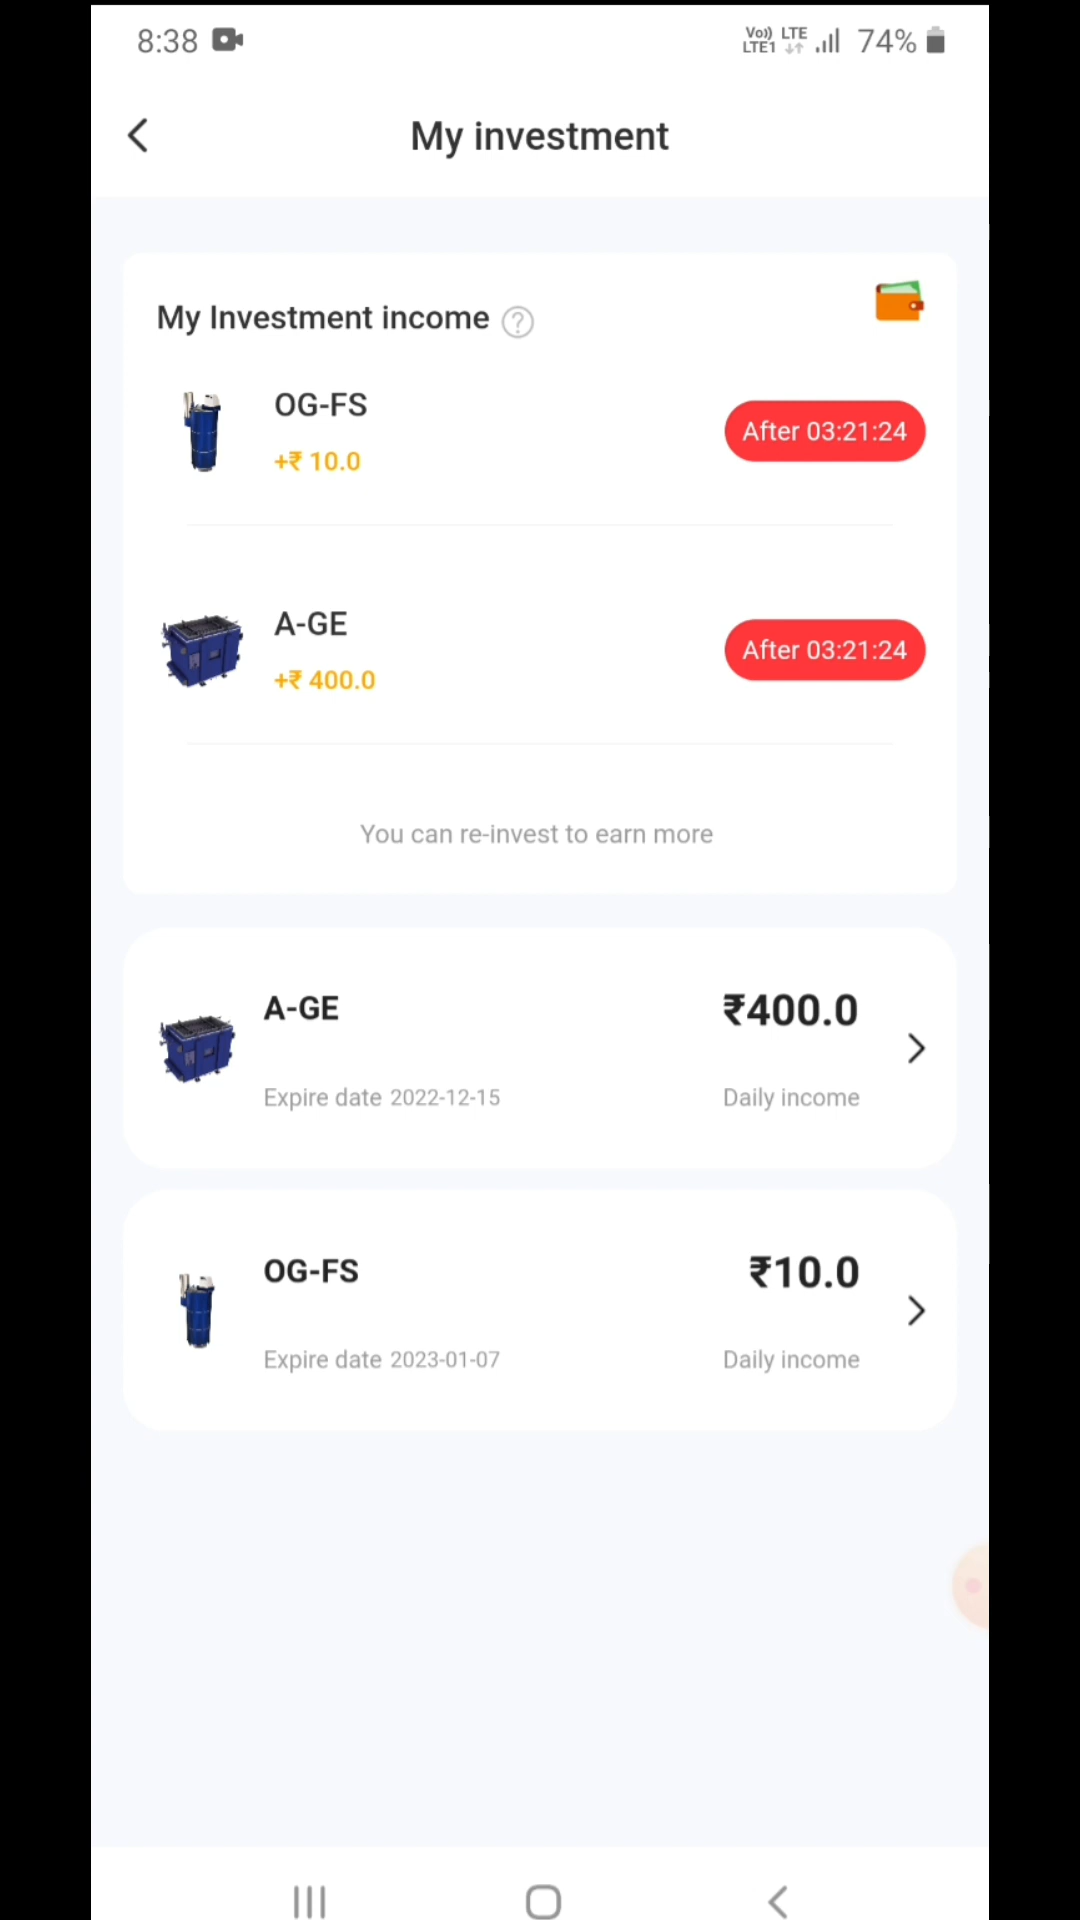 8:38
Vo)) LTE
LTE1
74%
My investment
My Investment income ?
OG-FS
+₹ 10.0
After 03:21:24
A-GE
+₹ 400.0
After 03:21:24
You can re-invest to earn more
A-GE
₹400.0
Expire date 2022-12-15
Daily income
OG-FS
₹10.0
Expire date 2023-01-07
Daily income